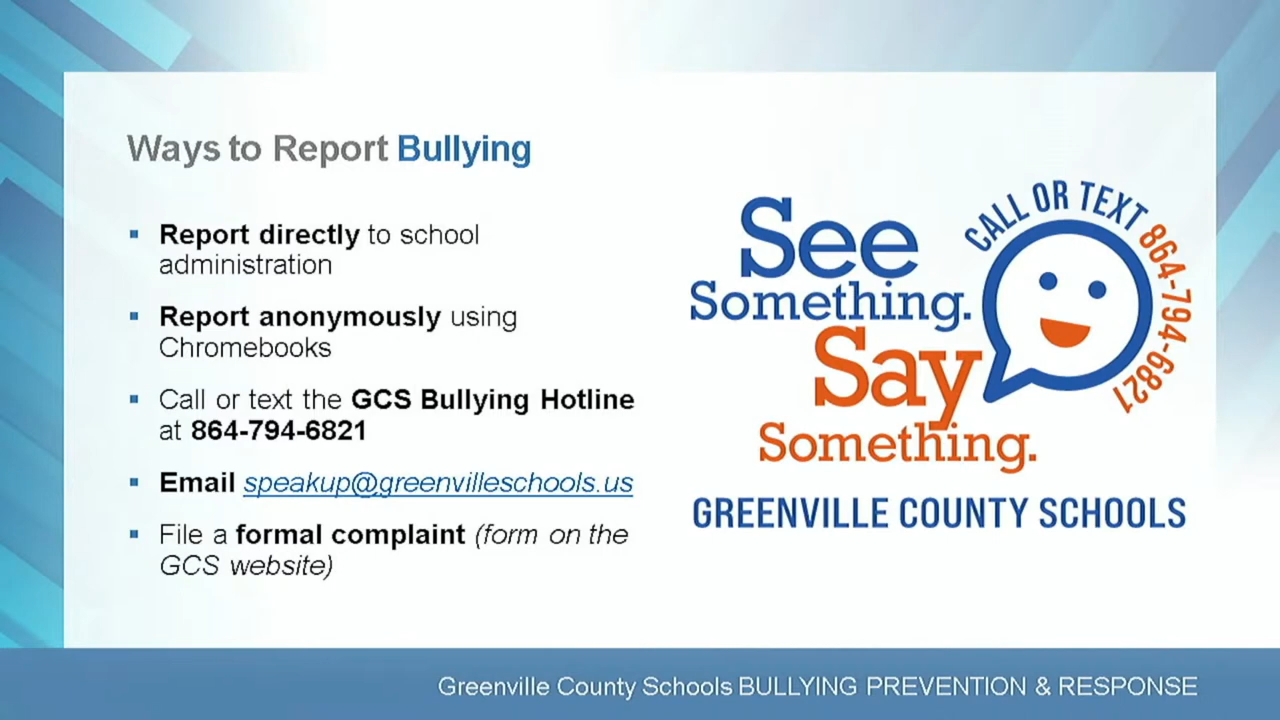 Ways to Report Bullying
▪ Report directly to school
administration
▪ Report anonymously using
Chromebooks
▪ Call or text the GCS Bullying Hotline
at 864-794-6821
▪ Email speakup@greenvilleschools.us
▪ File a formal complaint (form on the
GCS website)
See
Something.
Say
Something.
CALL OR TEXT 864-794-6821
GREENVILLE COUNTY SCHOOLS
Greenville County Schools BULLYING PREVENTION & RESPONSE